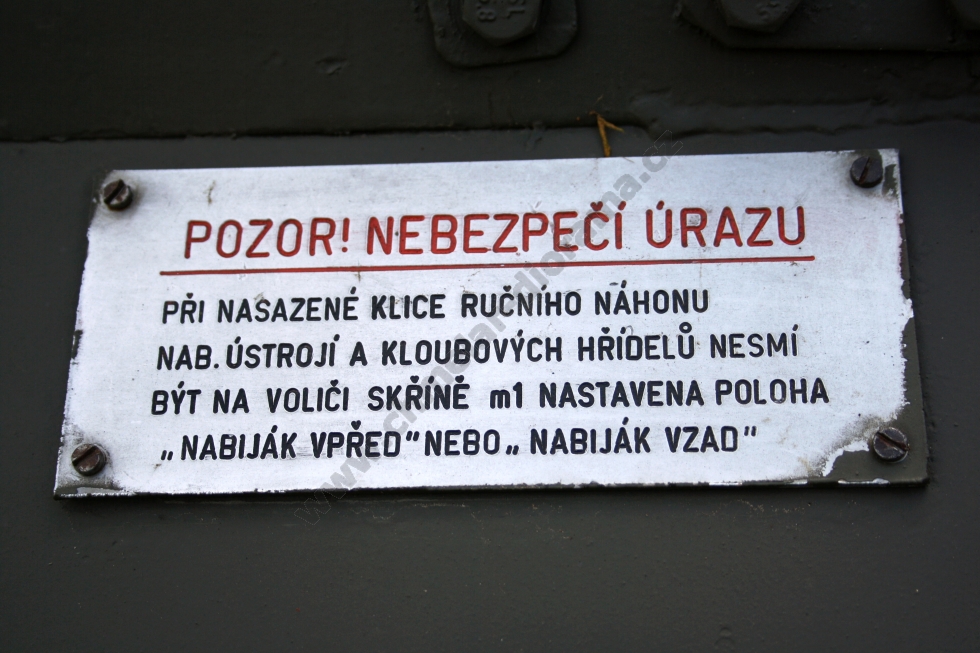 POZOR! NEBEZPEČÍ ÚRAZU
PŘI NASAZENÉ KLICE RUČNIHO NÁHONU
NAB. ÚSTROJÍ A KLOUBOVÝCH HŘÍDELŮ NESMÍ
BÝT NA VOLIČI SKŘÍNĚ m1 NASTAVENA POLOHA
„NABIJÁK VPŘED" NEBO „NABIJÁK VZAD"